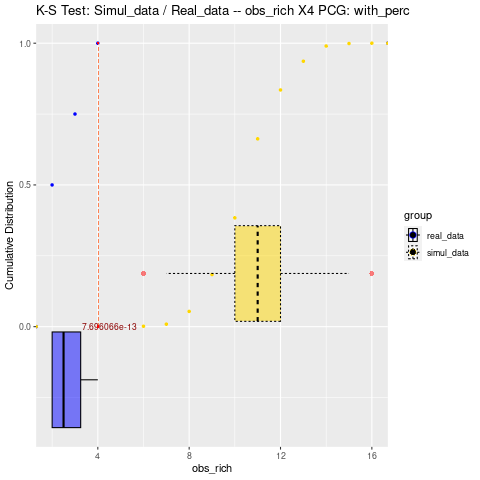 K-S Test: Simul_data / Real_data -- obs_rich X4 PCG: with_perc
1.0
0.5
0.0
Cumulative Distribution
7.696066e-13
4
8
12
16
obs_rich
group
real_data
simul_data